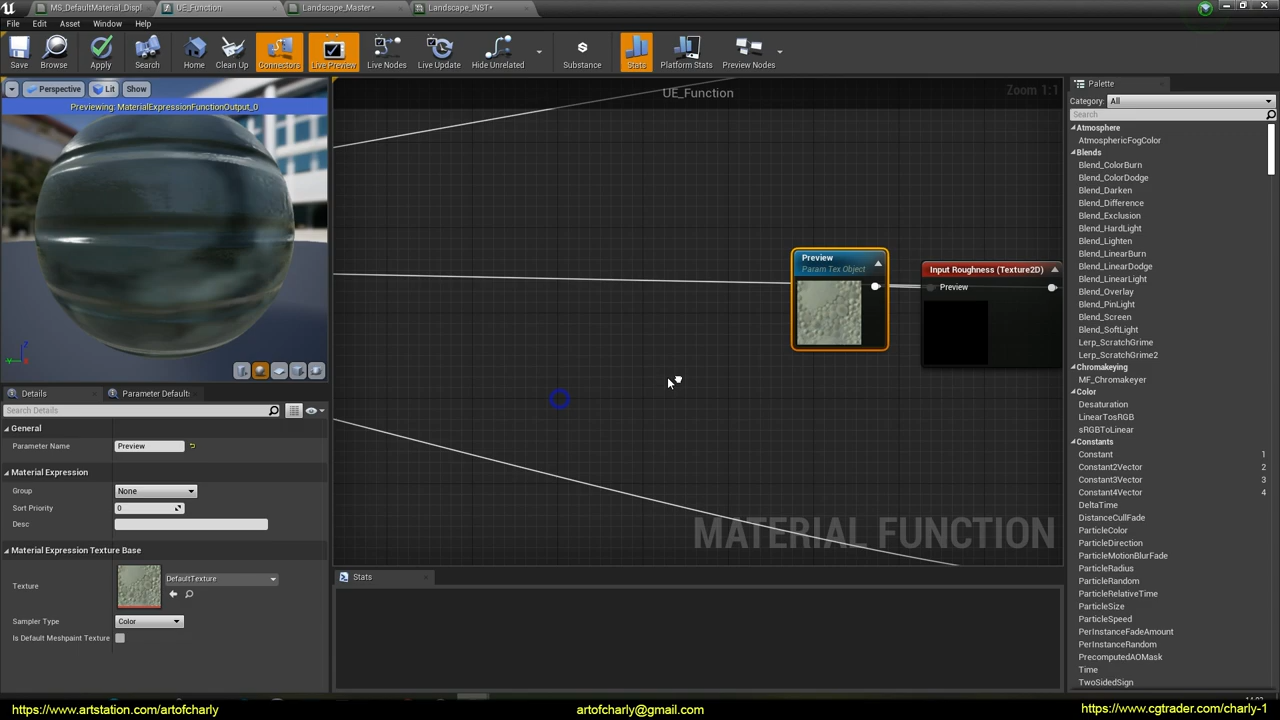 MS_DefaultMaterial_Displ
UE_Function
Landscape_Master*
Landscape_INST*
File Edit Asset Window Help
Save
Browse
Apply
Search
Home
Clean Up
Connectors
Live Preview
Live Nodes
Live Update
Hide Unrelated
Substance
Stats
Platform Stats
Preview Nodes
Perspective
Lit
Show
Previewing: MaterialExpressionFunctionOutput_0
UE_Function
Zoom 1:1
Preview
Param Tex Object
Input Roughness (Texture2D)
Preview
MATERIAL FUNCTION
Stats
Details
Parameter Default
Search Details
General
Parameter Name
Preview
Material Expression
Group
None
Sort Priority
0
Desc
Material Expression Texture Base
Texture
DefaultTexture
Sampler Type
Color
Is Default Meshpaint Texture
Palette
Category: All
Search
Atmosphere
AtmosphericFogColor
Blends
Blend_ColorBurn
Blend_ColorDodge
Blend_Darken
Blend_Difference
Blend_Exclusion
Blend_HardLight
Blend_Lighten
Blend_LinearBurn
Blend_LinearDodge
Blend_LinearLight
Blend_Overlay
Blend_PinLight
Blend_Screen
Blend_SoftLight
Lerp_ScratchGrime
Lerp_ScratchGrime2
Chromakeying
MF_Chromakeyer
Color
Desaturation
LinearTosRGB
sRGBToLinear
Constants
Constant 1
Constant2Vector 2
Constant3Vector 3
Constant4Vector 4
DeltaTime
DistanceCullFade
ParticleColor
ParticleDirection
ParticleMotionBlurFade
ParticleRadius
ParticleRandom
ParticleRelativeTime
ParticleSize
ParticleSpeed
PerInstanceFadeAmount
PerInstanceRandom
PrecomputedAOMask
Time
TwoSidedSign
https://www.artstation.com/artofcharly
artofcharly@gmail.com
https://www.cgtrader.com/charly-1